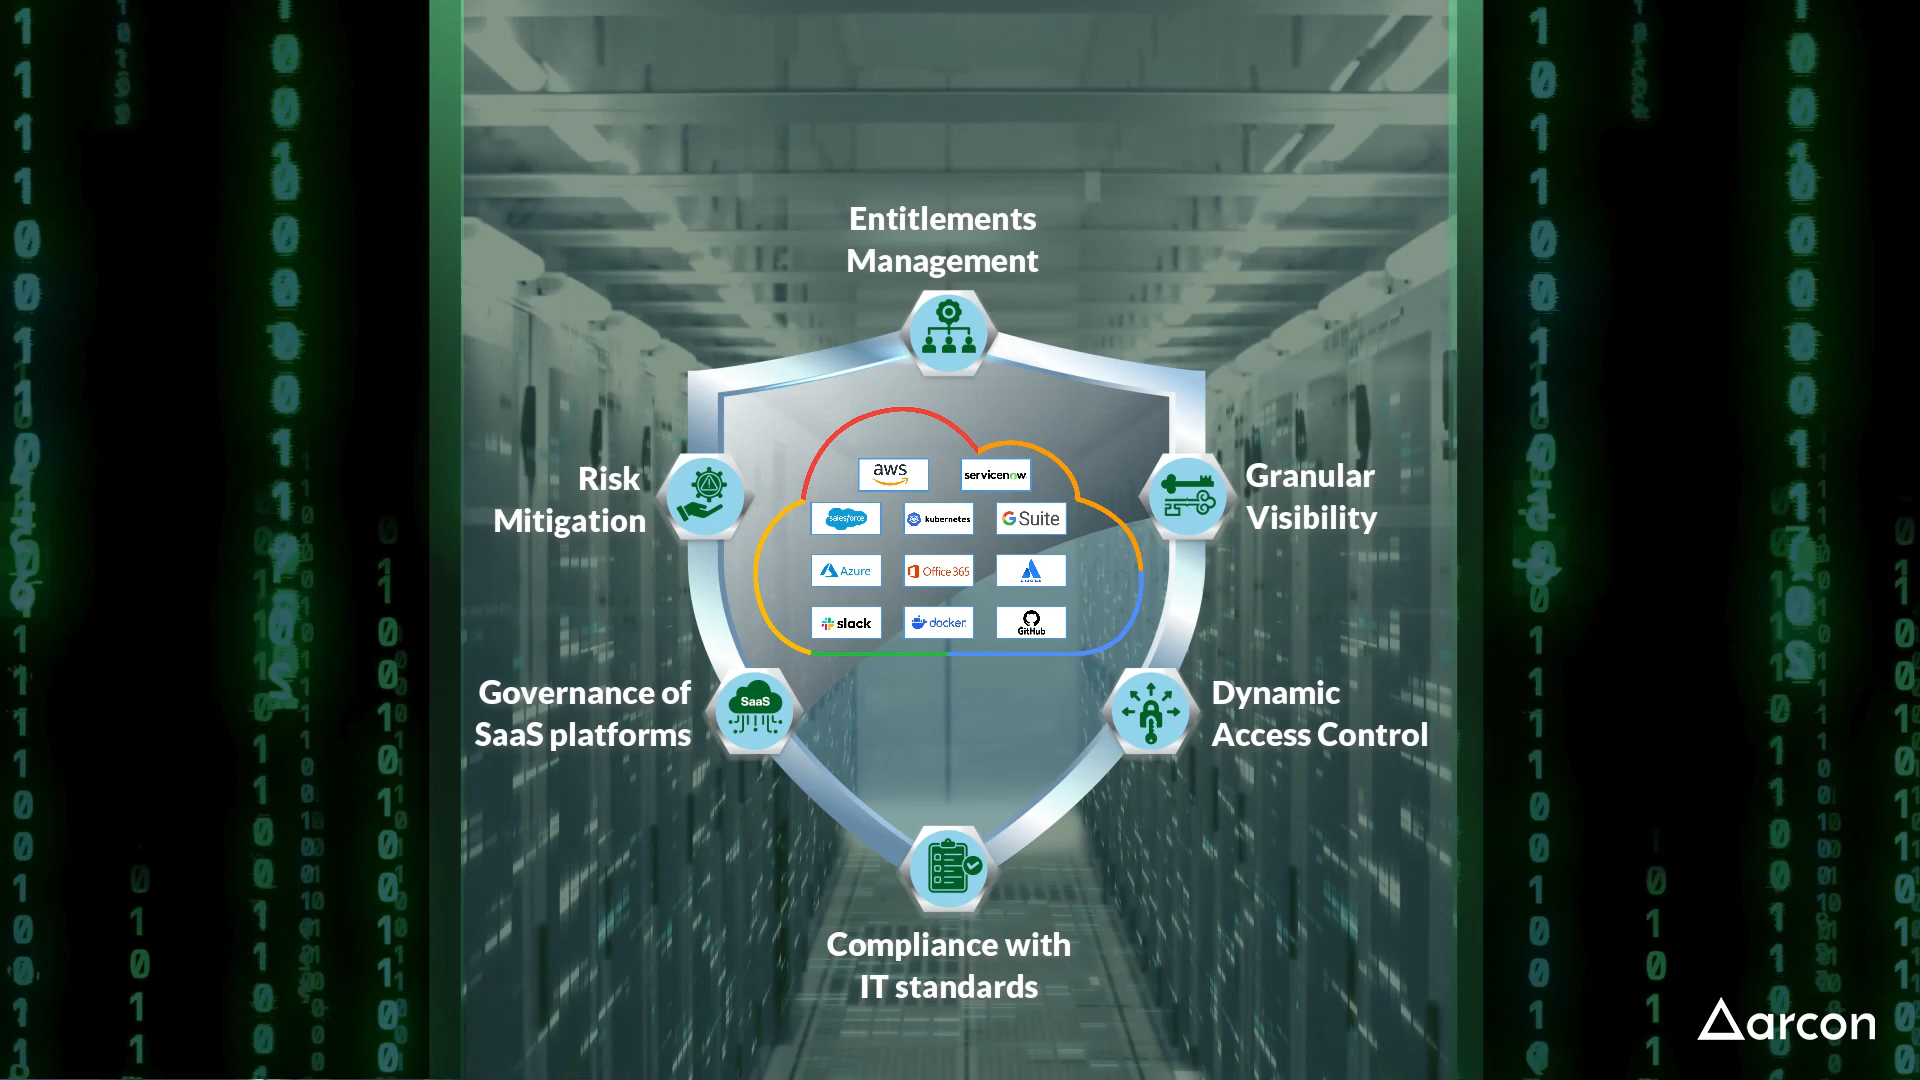 Entitlements
Management
aws
servicenow
salesforce
kubernetes
G Suite
Azure
Office 365
slack
docker
GitHub
Risk
Mitigation
Granular
Visibility
Governance of
SaaS platforms
SaaS
Dynamic
Access Control
Compliance with
IT standards
arcon